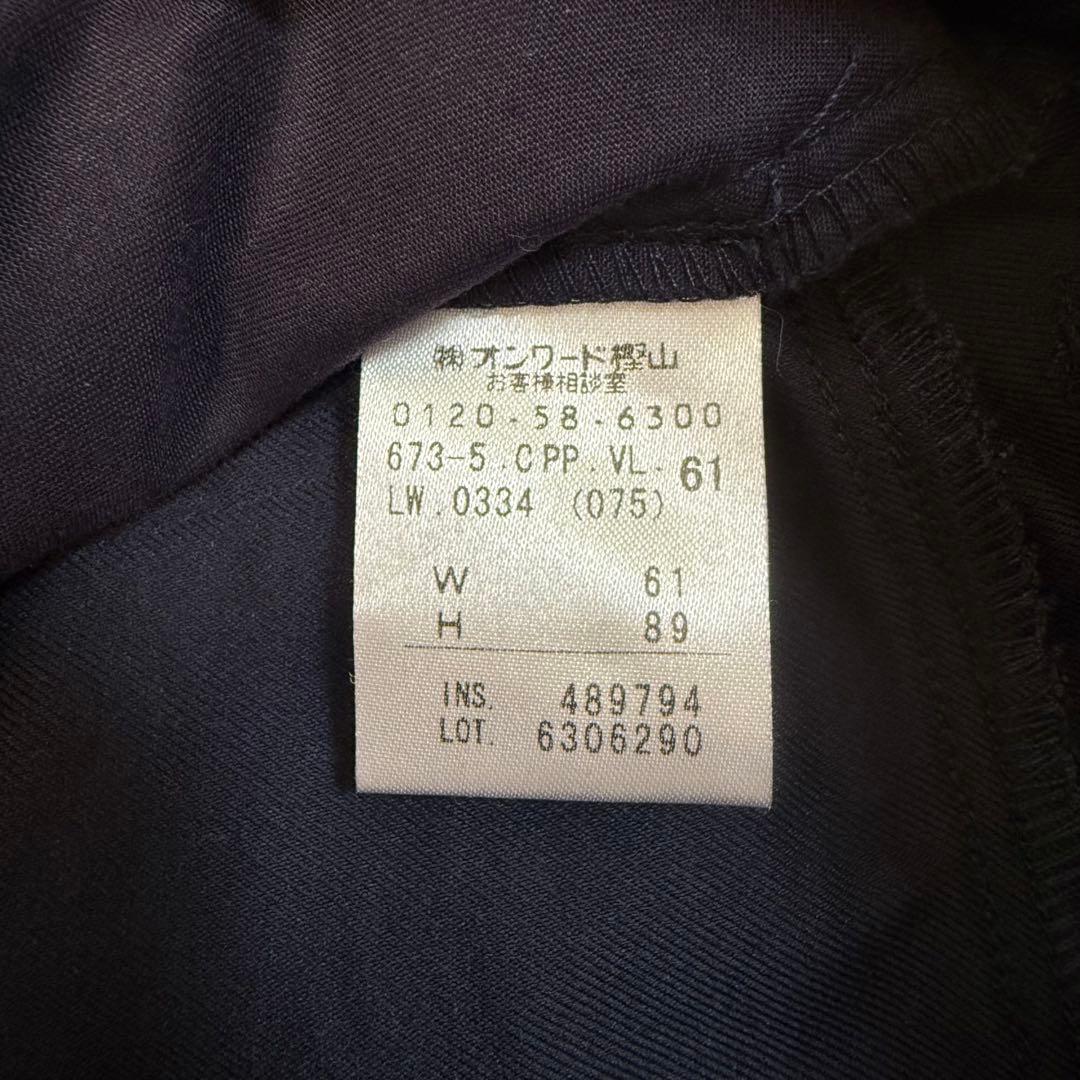 ㈱オンワード樫山
お客様相談室
0120-58-6300
673-5.CPP.VL. 61
LW.0334 (075)
W 61
H 89
INS. 489794
LOT. 6306290